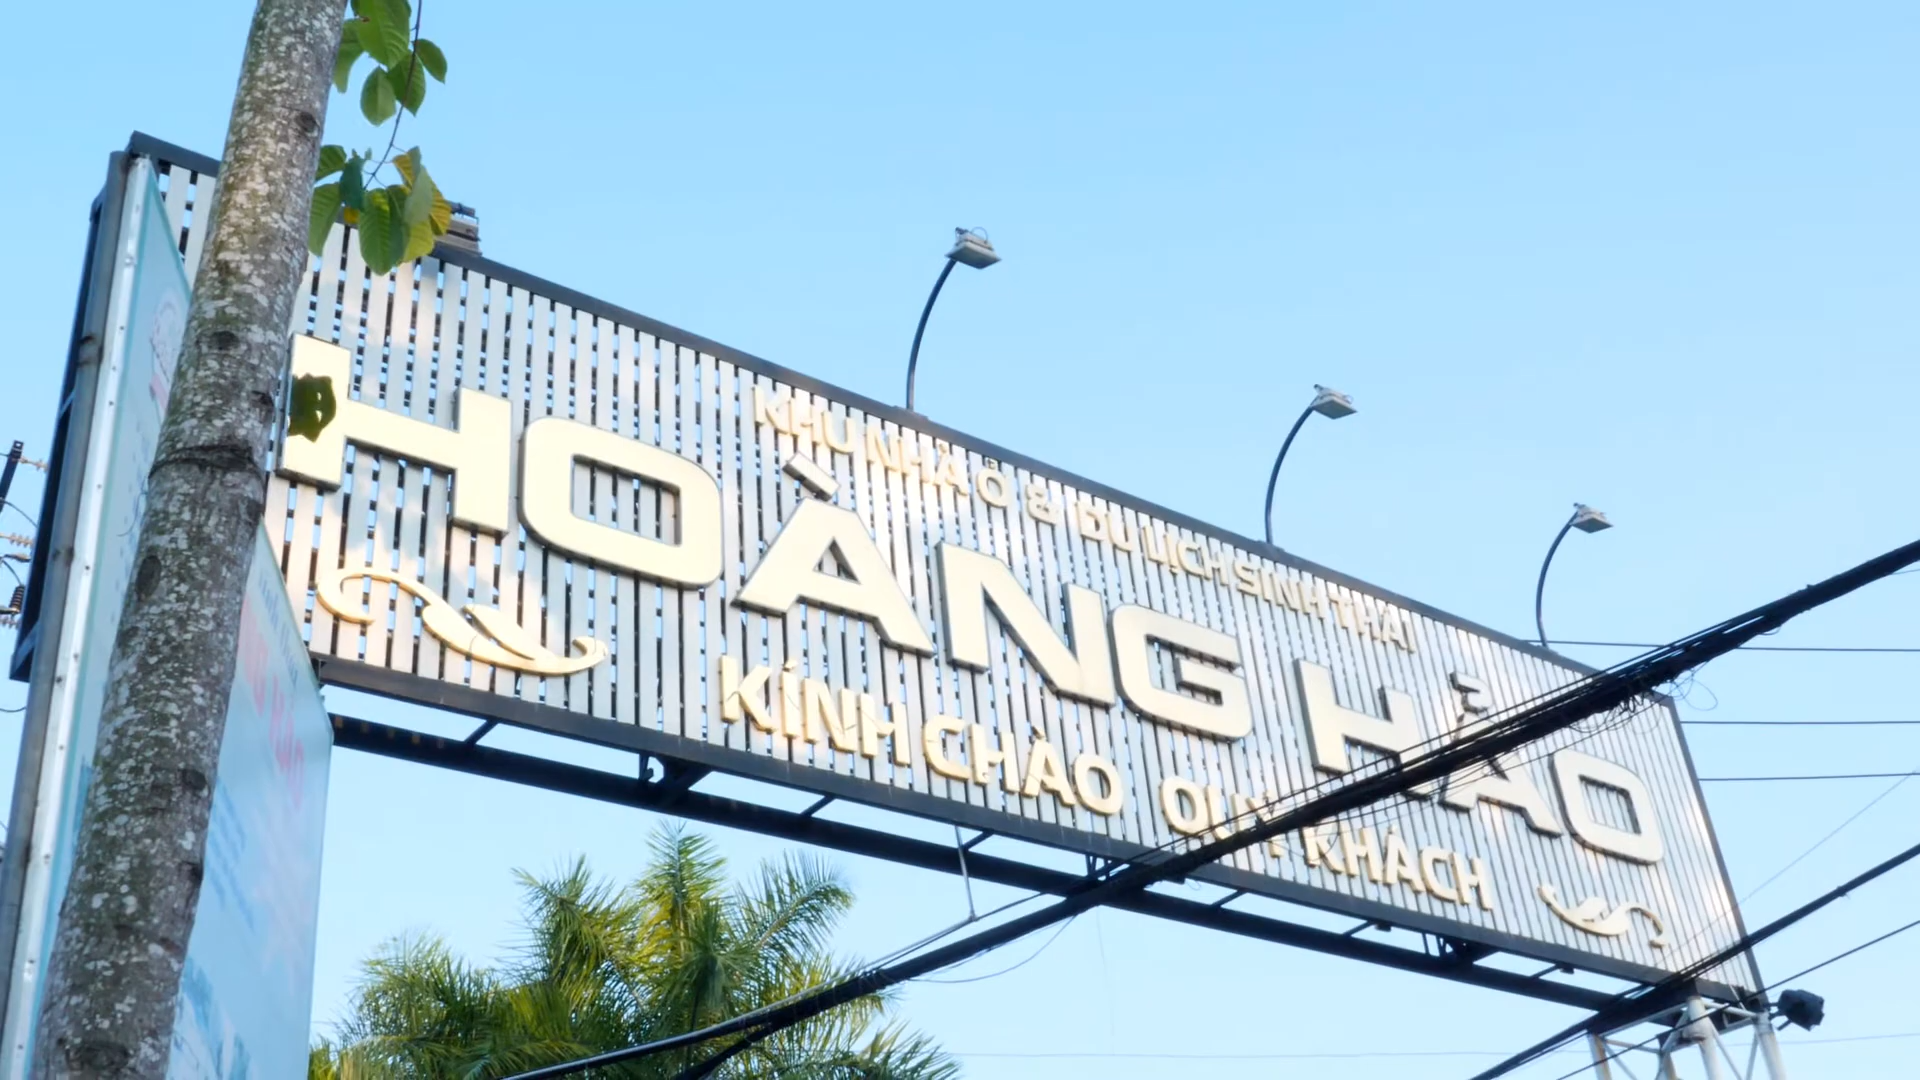 KHU NHÀ Ở & DU LỊCH SINH THÁI
HOÀNG HẢO
KÍNH CHÀO QUÝ KHÁCH